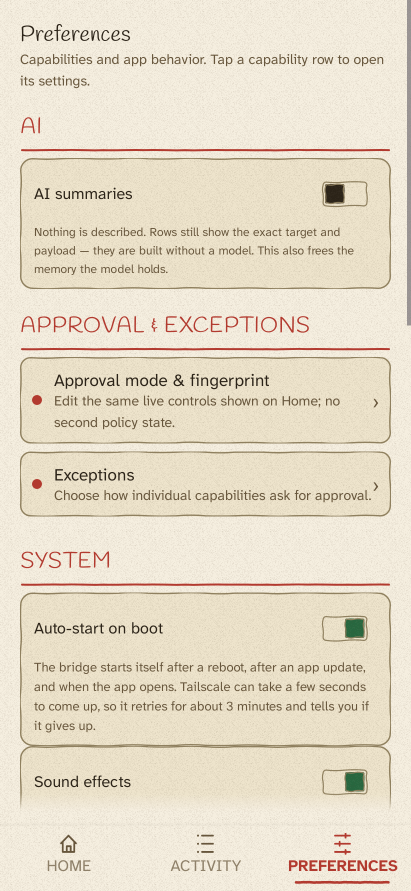 Preferences
Capabilities and app behavior. Tap a capability row to open
its settings.
AI
AI summaries
Nothing is described. Rows still show the exact target and
payload — they are built without a model. This also frees the
memory the model holds.
APPROVAL & EXCEPTIONS
Approval mode & fingerprint
Edit the same live controls shown on Home; no
second policy state.
Exceptions
Choose how individual capabilities ask for approval.
SYSTEM
Auto-start on boot
The bridge starts itself after a reboot, after an app update,
and when the app opens. Tailscale can take a few seconds
to come up, so it retries for about 3 minutes and tells you if
it gives up.
Sound effects
HOME
ACTIVITY
PREFERENCES